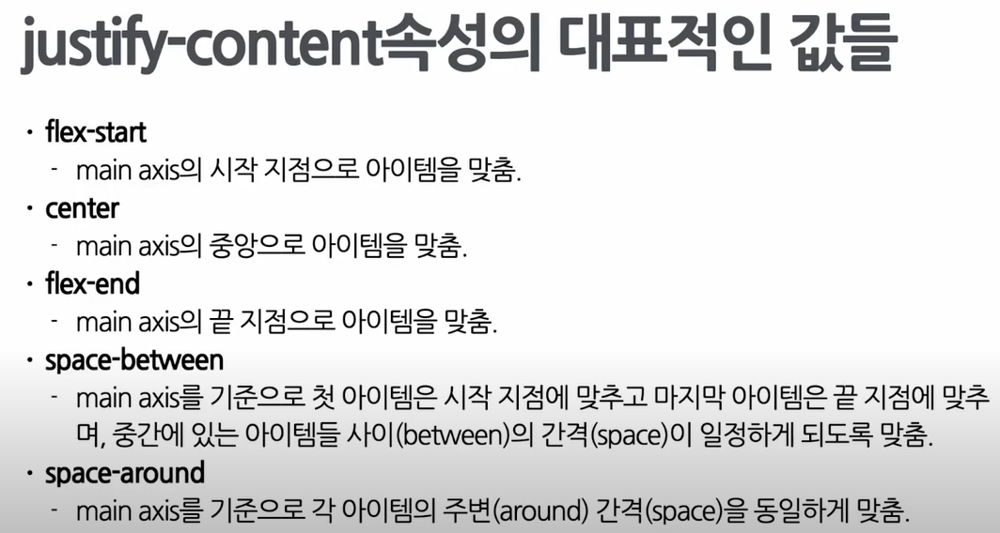 justify-content속성의 대표적인 값들
· flex-start
- main axis의 시작 지점으로 아이템을 맞춤.
· center
- main axis의 중앙으로 아이템을 맞춤.
· flex-end
- main axis의 끝 지점으로 아이템을 맞춤.
· space-between
- main axis를 기준으로 첫 아이템은 시작 지점에 맞추고 마지막 아이템은 끝 지점에 맞추
며, 중간에 있는 아이템들 사이(between)의 간격(space)이 일정하게 되도록 맞춤.
· space-around
- main axis를 기준으로 각 아이템의 주변(around) 간격(space)을 동일하게 맞춤.